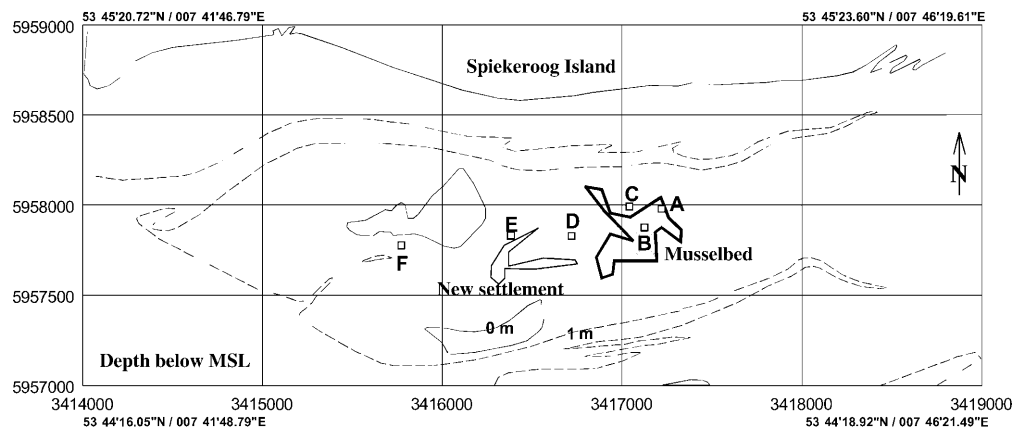 53 45'20.72"N / 007 41'46.79"E
53 45'23.60"N / 007 46'19.61"E
5959000
Spiekeroog Island
5958500
N
5958000
C
A
E
D
B
F
Musselbed
5957500
New settlement
0 m
1 m
Depth below MSL
5957000
3414000
3415000
3416000
3417000
3418000
3419000
53 44'16.05"N / 007 41'48.79"E
53 44'18.92"N / 007 46'21.49"E